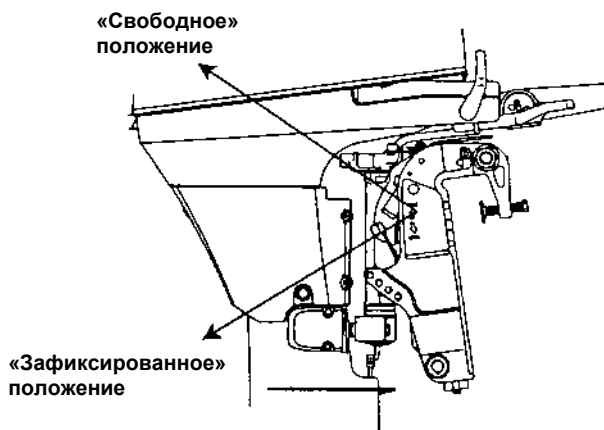 «Свободное»
положение
«Зафиксированное»
положение